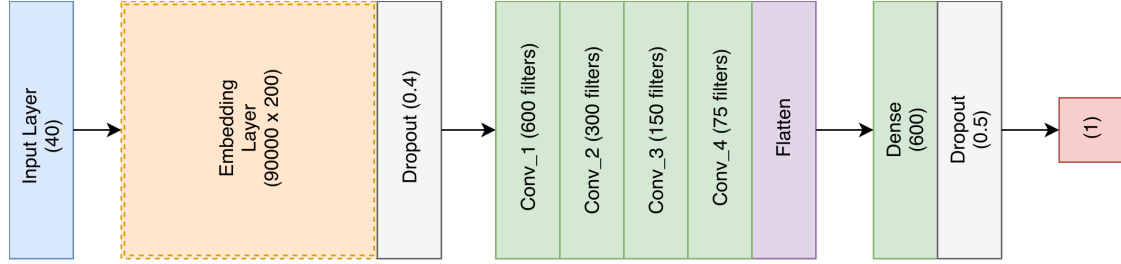 Input Layer
(40)
Embedding
Layer
(90000 x 200)
Dropout (0.4)
Conv_1 (600 filters)
Conv_2 (300 filters)
Conv_3 (150 filters)
Conv_4 (75 filters)
Flatten
Dense
(600)
Dropout
(0.5)
(1)